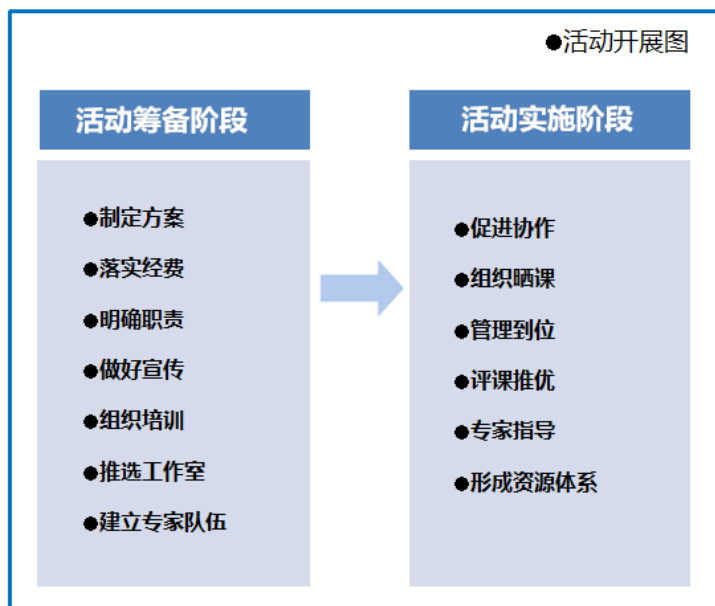 ●活动开展图
活动筹备阶段
●制定方案
●落实经费
●明确职责
●做好宣传
●组织培训
●推选工作室
●建立专家队伍
活动实施阶段
●促进协作
●组织晒课
●管理到位
●评课推优
●专家指导
●形成资源体系